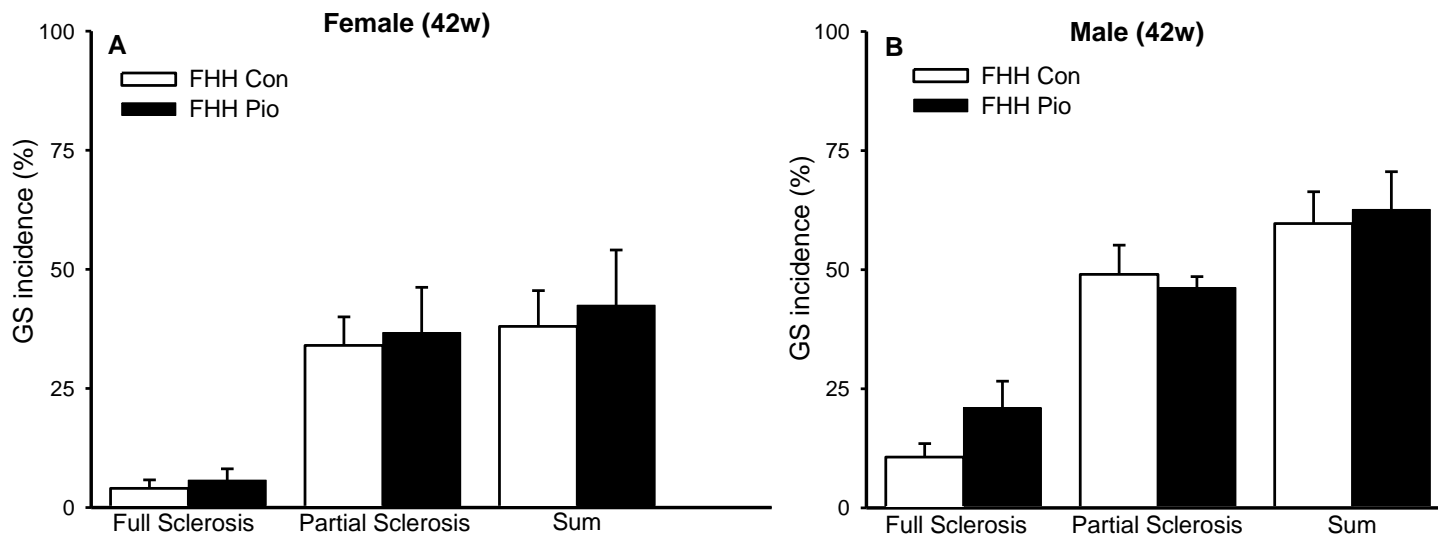 Female (42w)
A
FHH Con
FHH Pio
GS incidence (%)
100
75
50
25
0
Full Sclerosis
Partial Sclerosis
Sum
Male (42w)
B
FHH Con
FHH Pio
GS incidence (%)
100
75
50
25
0
Full Sclerosis
Partial Sclerosis
Sum